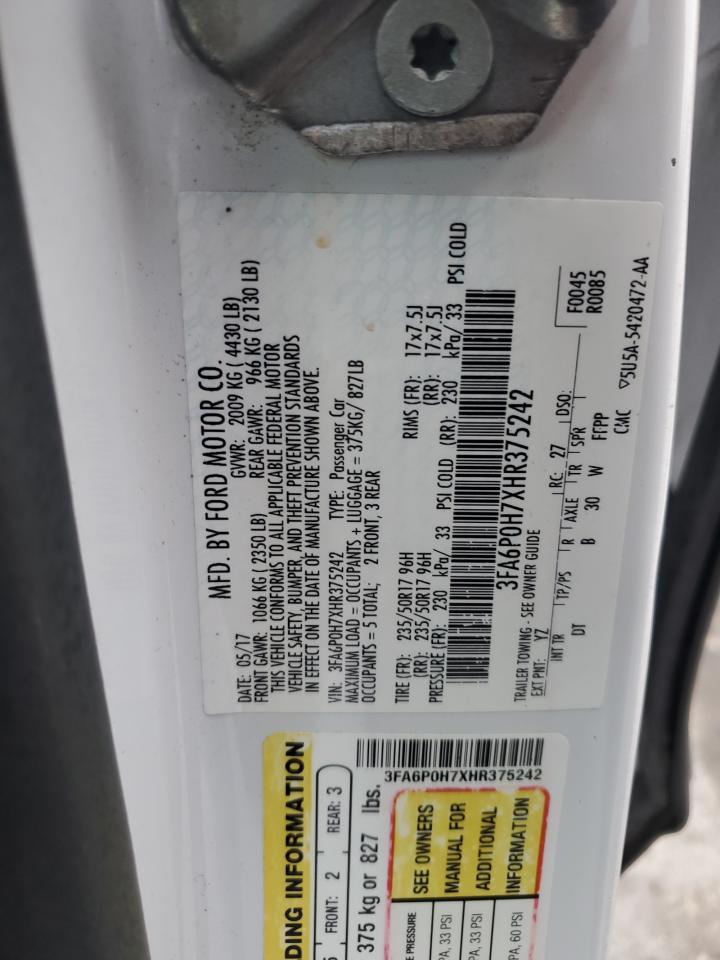 MFD. BY FORD MOTOR CO.
DATE: 05/17 GVWR: 2009 KG ( 4430 LB)
FRONT GAWR: 1066 KG ( 2350 LB) REAR GAWR: 966 KG ( 2130 LB)
THIS VEHICLE CONFORMS TO ALL APPLICABLE FEDERAL MOTOR
VEHICLE SAFETY, BUMPER, AND THEFT PREVENTION STANDARDS
IN EFFECT ON THE DATE OF MANUFACTURE SHOWN ABOVE.
VIN: 3FA6P0H7XHR375242 TYPE: Passenger Car
MAXIMUM LOAD = OCCUPANTS + LUGGAGE = 375KG/ 827LB
OCCUPANTS = 5 TOTAL; 2 FRONT, 3 REAR
TIRE (FR): 235/50R17 96H RIMS (FR): 17x7.5J
(RR): 235/50R17 96H (RR): 17x7.5J
PRESSURE (FR): 230 kPa/ 33 PSI COLD (RR): 230 kPa/ 33 PSI COLD
3FA6P0H7XHR375242
TRAILER TOWING - SEE OWNER GUIDE
EXT PNT: YZ RC: 27 DSO: F0045
R0085
INT TR TP/PS R AXLE TR SPR
DT B 30 W FFPP
CMC ▽5U5A-5420472-AA
DING INFORMATION
FRONT: 2 REAR: 3
375 kg or 827 lbs.
3FA6P0H7XHR375242
PRESSURE
PA, 33 PSI
PA, 33 PSI
PA, 60 PSI
SEE OWNERS
MANUAL FOR
ADDITIONAL
INFORMATION